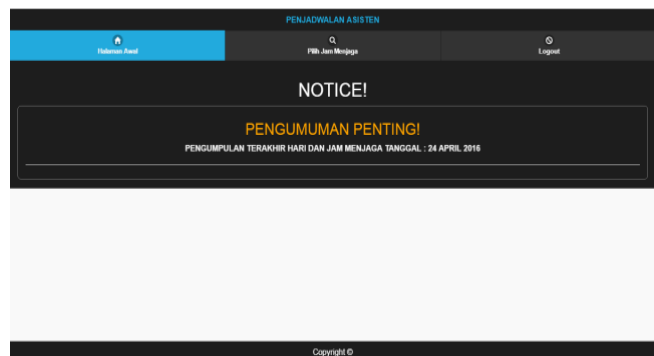 PENJADWALAN ASISTEN
Halaman Awal
Pilih Jam Menjaga
Logout
NOTICE!
PENGUMUMAN PENTING!
PENGUMPULAN TERAKHIR HARI DAN JAM MENJAGA TANGGAL : 24 APRIL 2016
Copyright ©